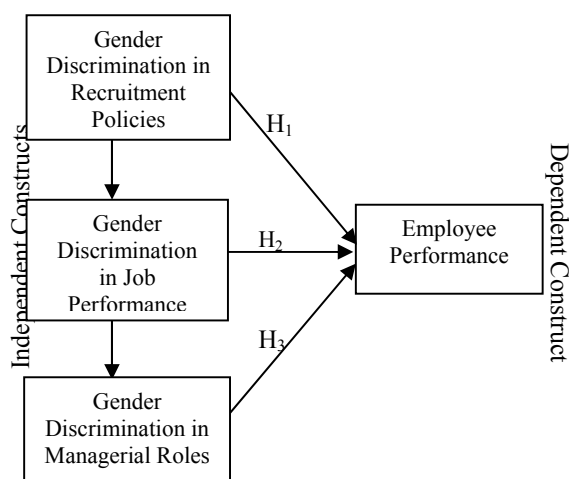 Gender
Discrimination in
Recruitment
Policies
H1
Independent Constructs
Gender
Discrimination
in Job
Performance
H2
Employee
Performance
Dependent Construct
H3
Gender
Discrimination in
Managerial Roles